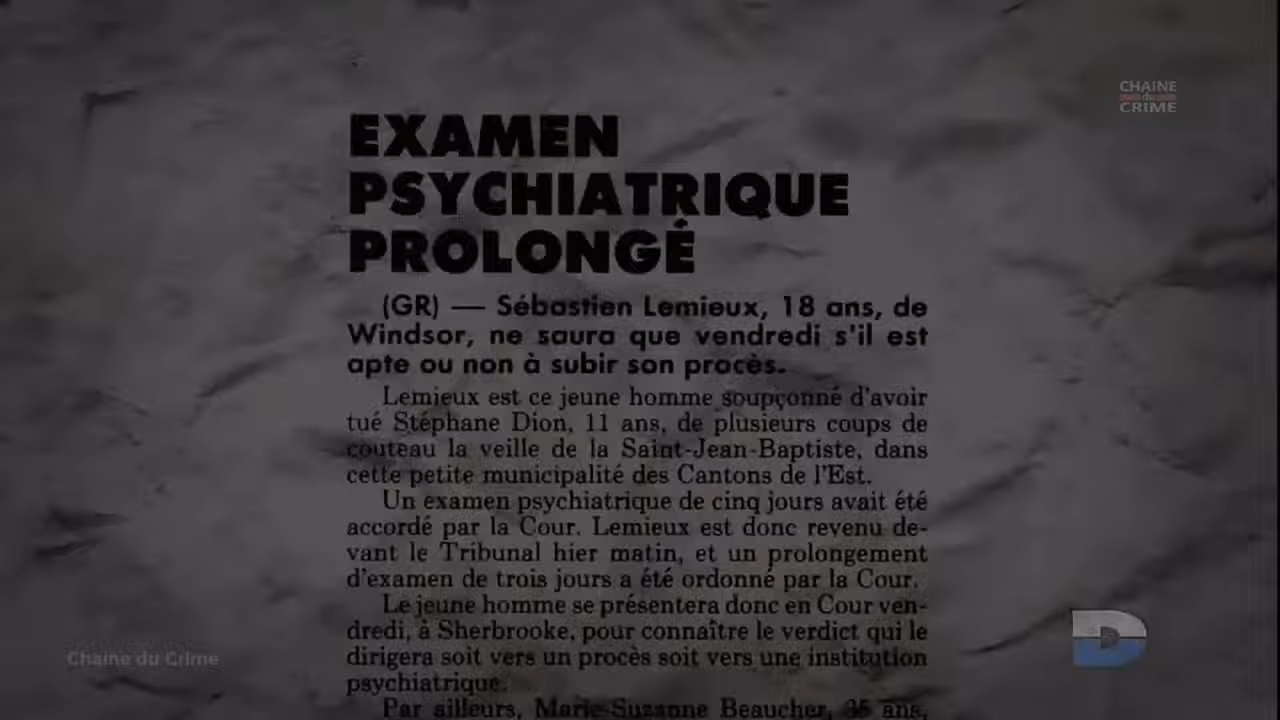 CHAINE
du
CRIME
EXAMEN
PSYCHIATRIQUE
PROLONGÉ
(GR) — Sébastien Lemieux, 18 ans, de
Windsor, ne saura que vendredi s'il est
apte ou non à subir son procès.
Lemieux est ce jeune homme soupçonné d'avoir
tué Stéphane Dion, 11 ans, de plusieurs coups de
couteau la veille de la Saint-Jean-Baptiste, dans
cette petite municipalité des Cantons de l'Est.
Un examen psychiatrique de cinq jours avait été
accordé par la Cour. Lemieux est donc revenu de-
vant le Tribunal hier matin, et un prolongement
d'examen de trois jours a été ordonné par la Cour.
Le jeune homme se présentera donc en Cour ven-
dredi, à Sherbrooke, pour connaître le verdict qui le
dirigera soit vers un procès soit vers une institution
psychiatrique.
Par ailleurs, Marie-Suzanne Beaucher, 35 ans,
Chaine du Crime
D